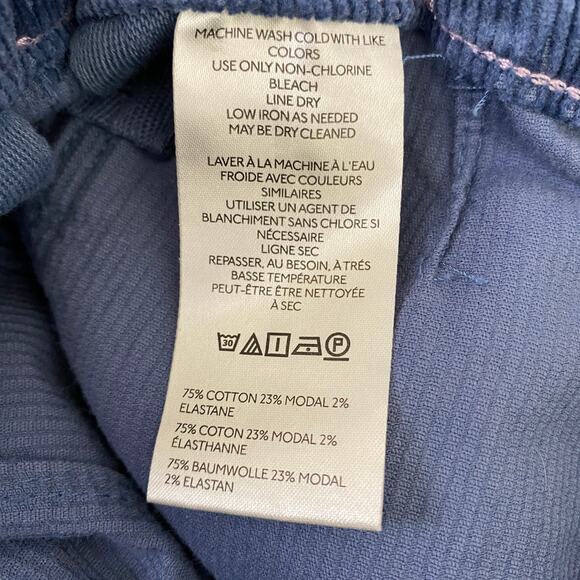 MACHINE WASH COLD WITH LIKE
COLORS
USE ONLY NON-CHLORINE
BLEACH
LINE DRY
LOW IRON AS NEEDED
MAY BE DRY CLEANED
LAVER À LA MACHINE À L'EAU
FROIDE AVEC COULEURS
SIMILAIRES
UTILISER UN AGENT DE
BLANCHIMENT SANS CHLORE SI
NÉCESSAIRE
LIGNE SEC
REPASSER, AU BESOIN, À TRÉS
BASSE TEMPÉRATURE
PEUT-ÊTRE ÊTRE NETTOYÉE
À SEC
30 P
75% COTTON 23% MODAL 2%
ELASTANE
75% COTON 23% MODAL 2%
ÉLASTHANNE
75% BAUMWOLLE 23% MODAL
2% ELASTAN